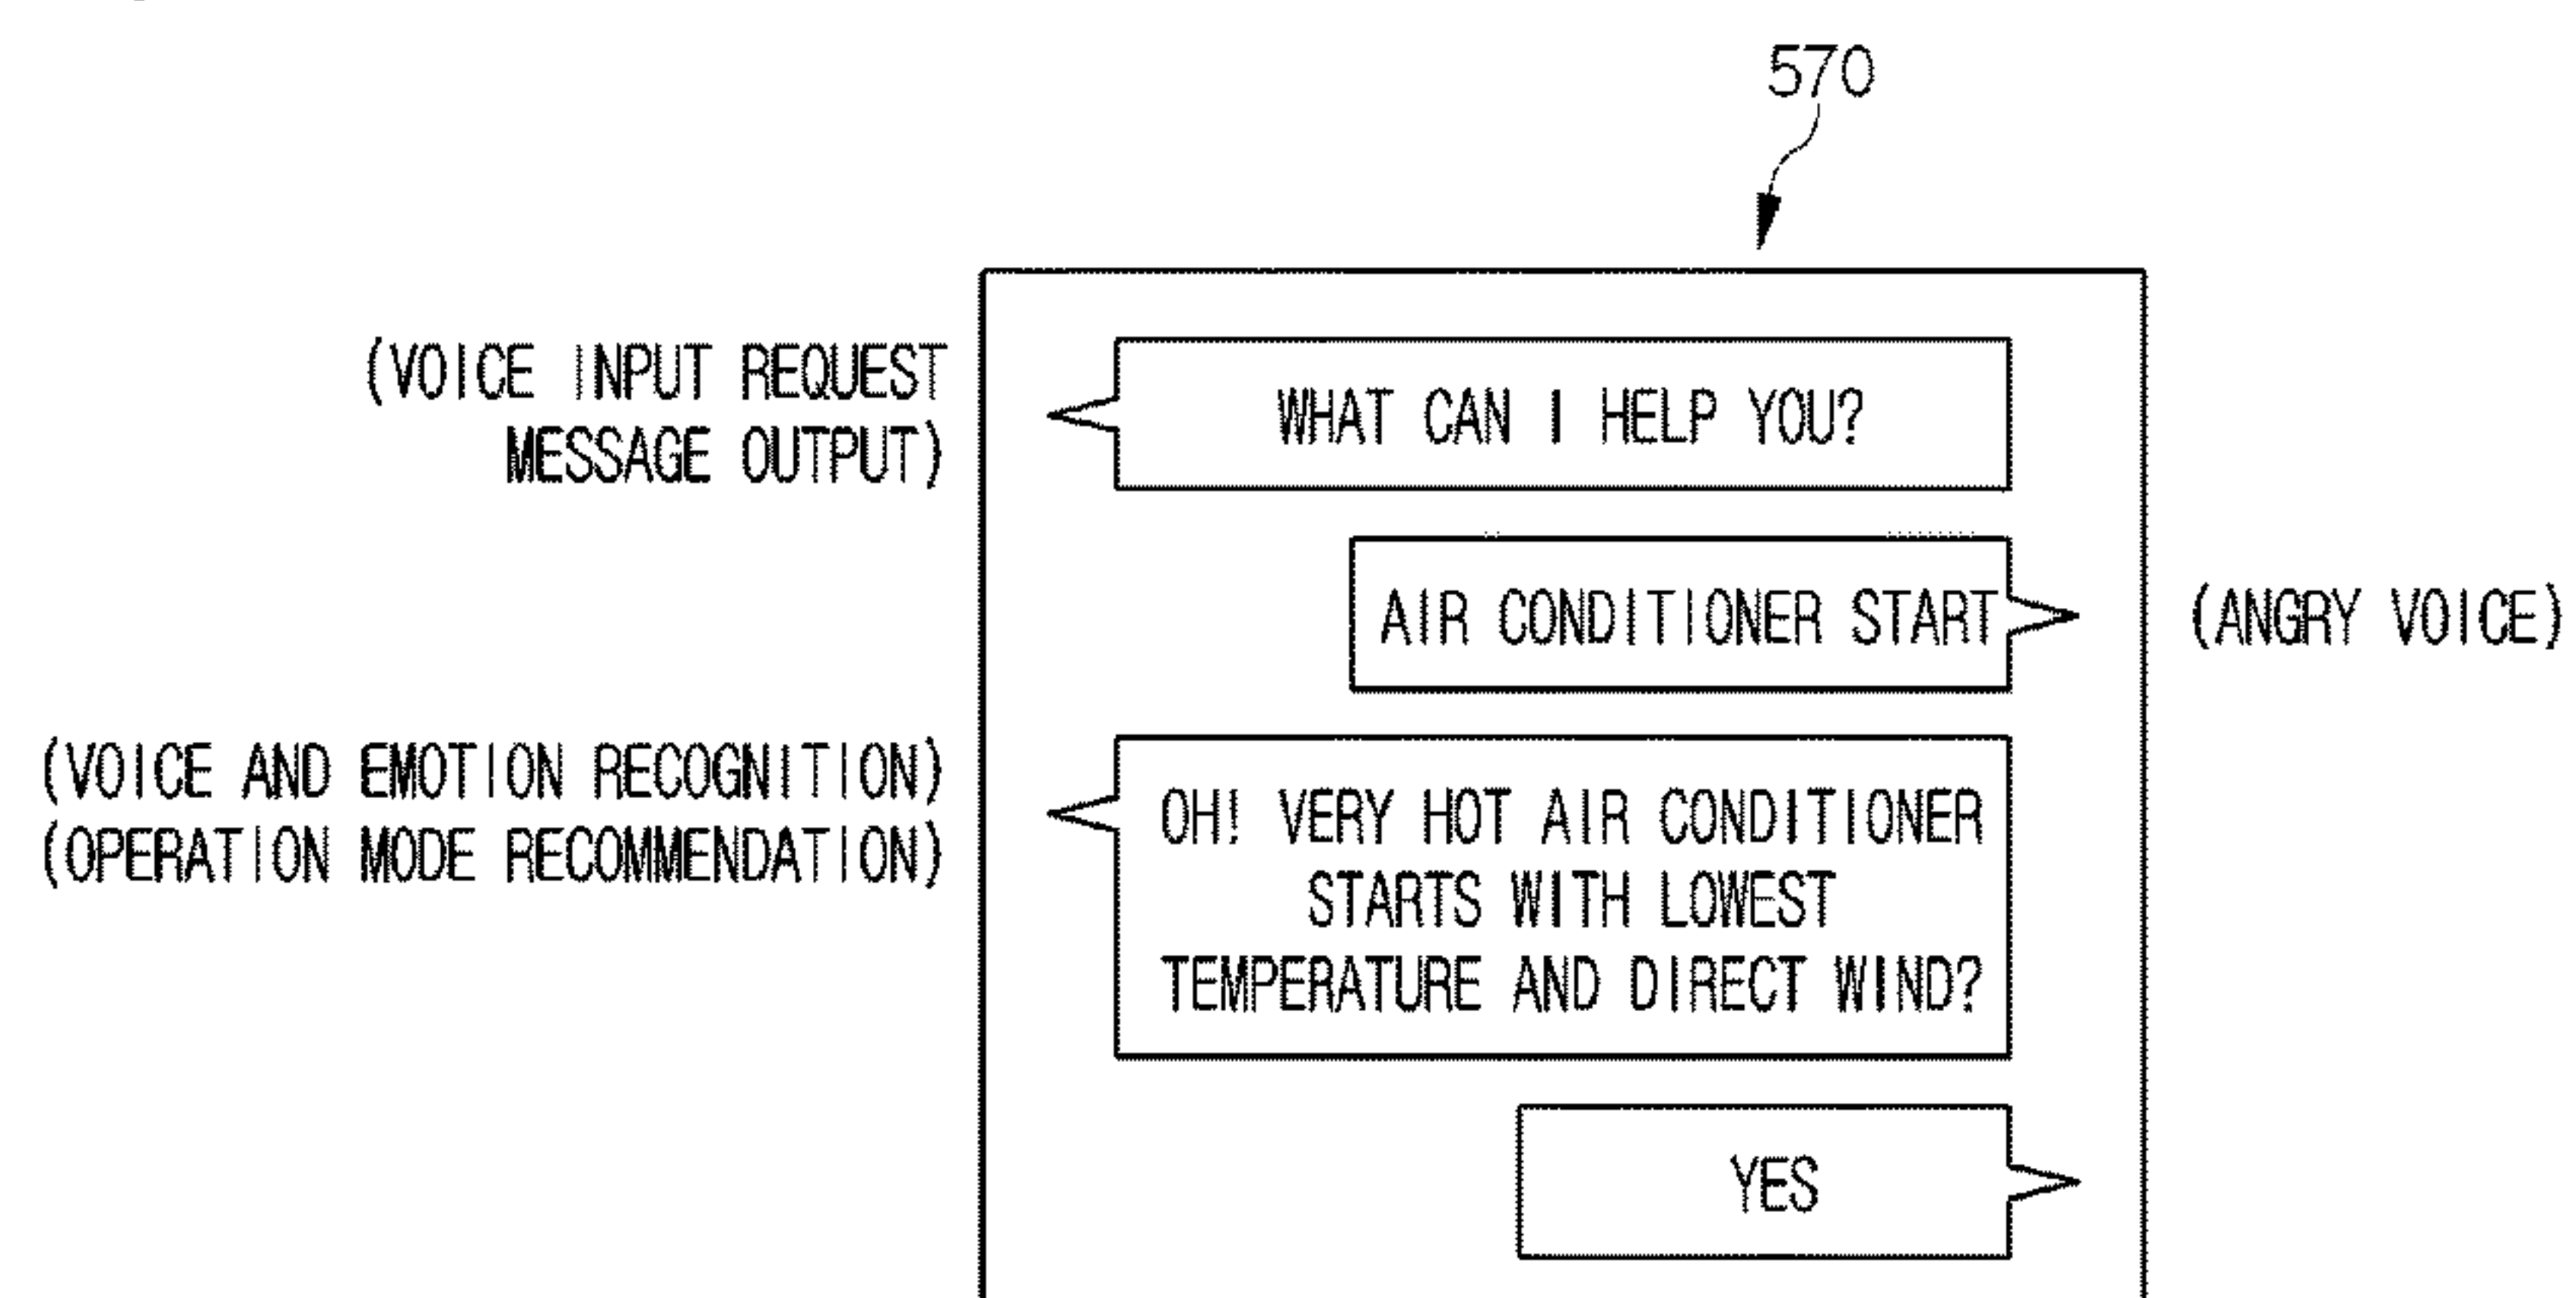 570
(VOICE INPUT REQUEST
MESSAGE OUTPUT)
WHAT CAN I HELP YOU?
AIR CONDITIONER START
(ANGRY VOICE)
(VOICE AND EMOTION RECOGNITION)
(OPERATION MODE RECOMMENDATION)
OH! VERY HOT AIR CONDITIONER
STARTS WITH LOWEST
TEMPERATURE AND DIRECT WIND?
YES